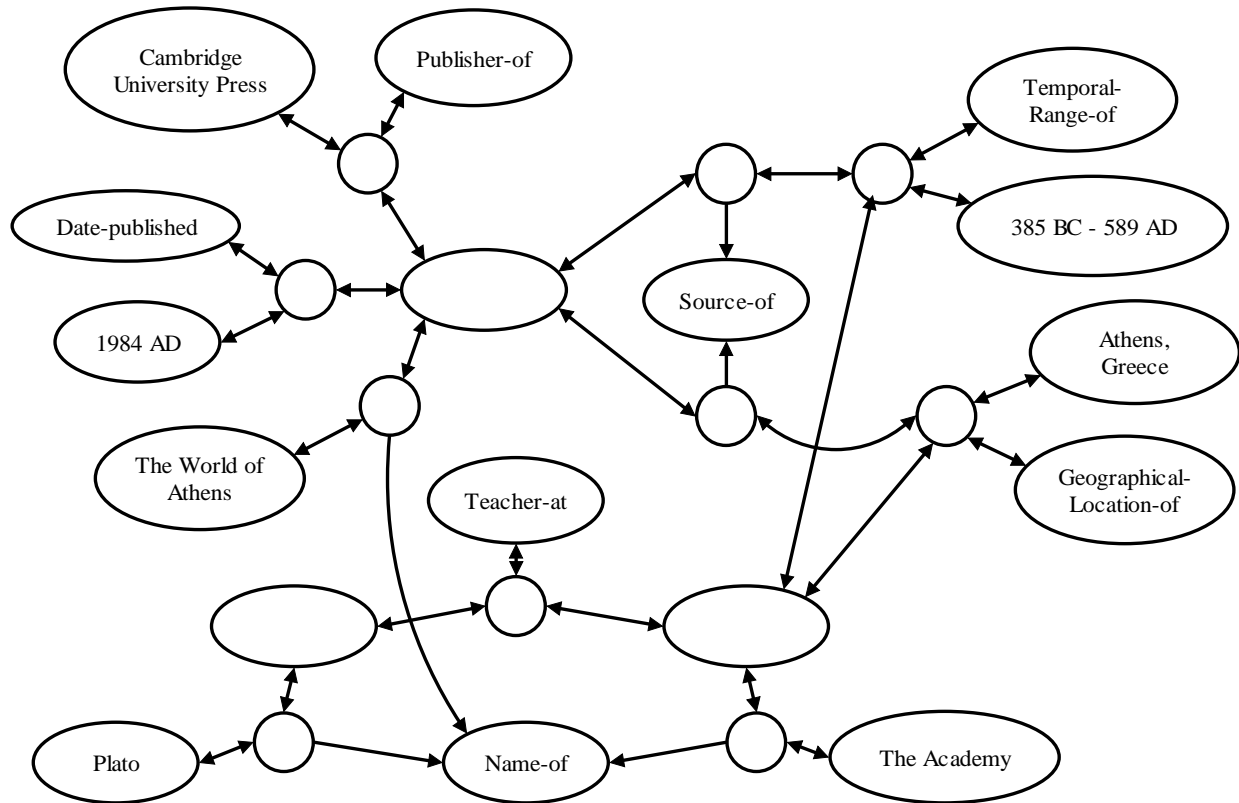 Cambridge
University Press
Publisher-of
Temporal-
Range-of
Date-published
385 BC - 589 AD
Source-of
1984 AD
Athens,
Greece
The World of
Athens
Teacher-at
Geographical-
Location-of
Plato
Name-of
The Academy